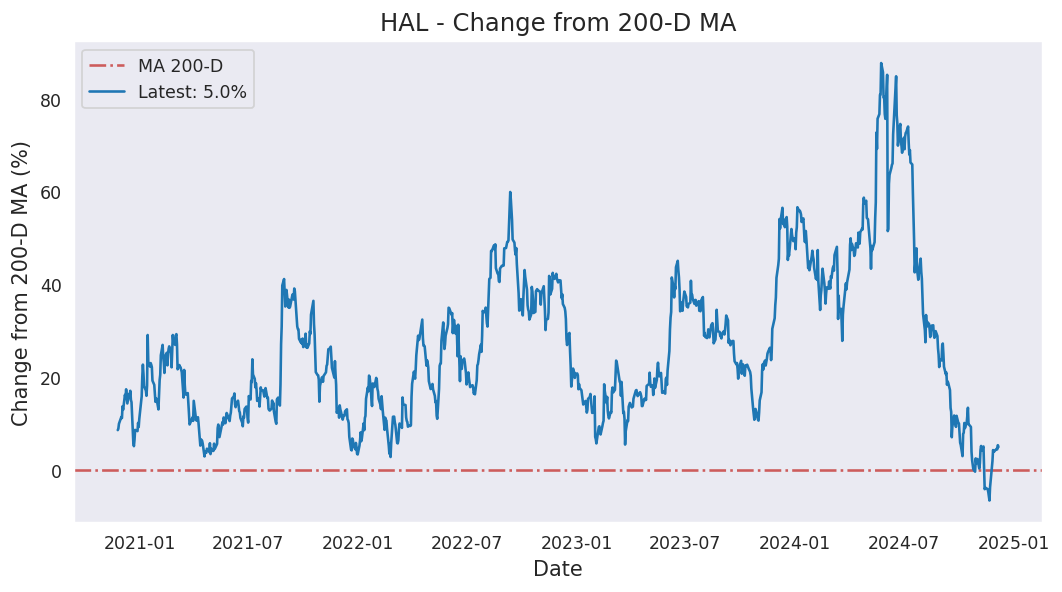 HAL - Change from 200-D MA
MA 200-D
Latest: 5.0%
Change from 200-D MA (%)
80
60
40
20
0
2021-01
2021-07
2022-01
2022-07
2023-01
2023-07
2024-01
2024-07
2025-01
Date